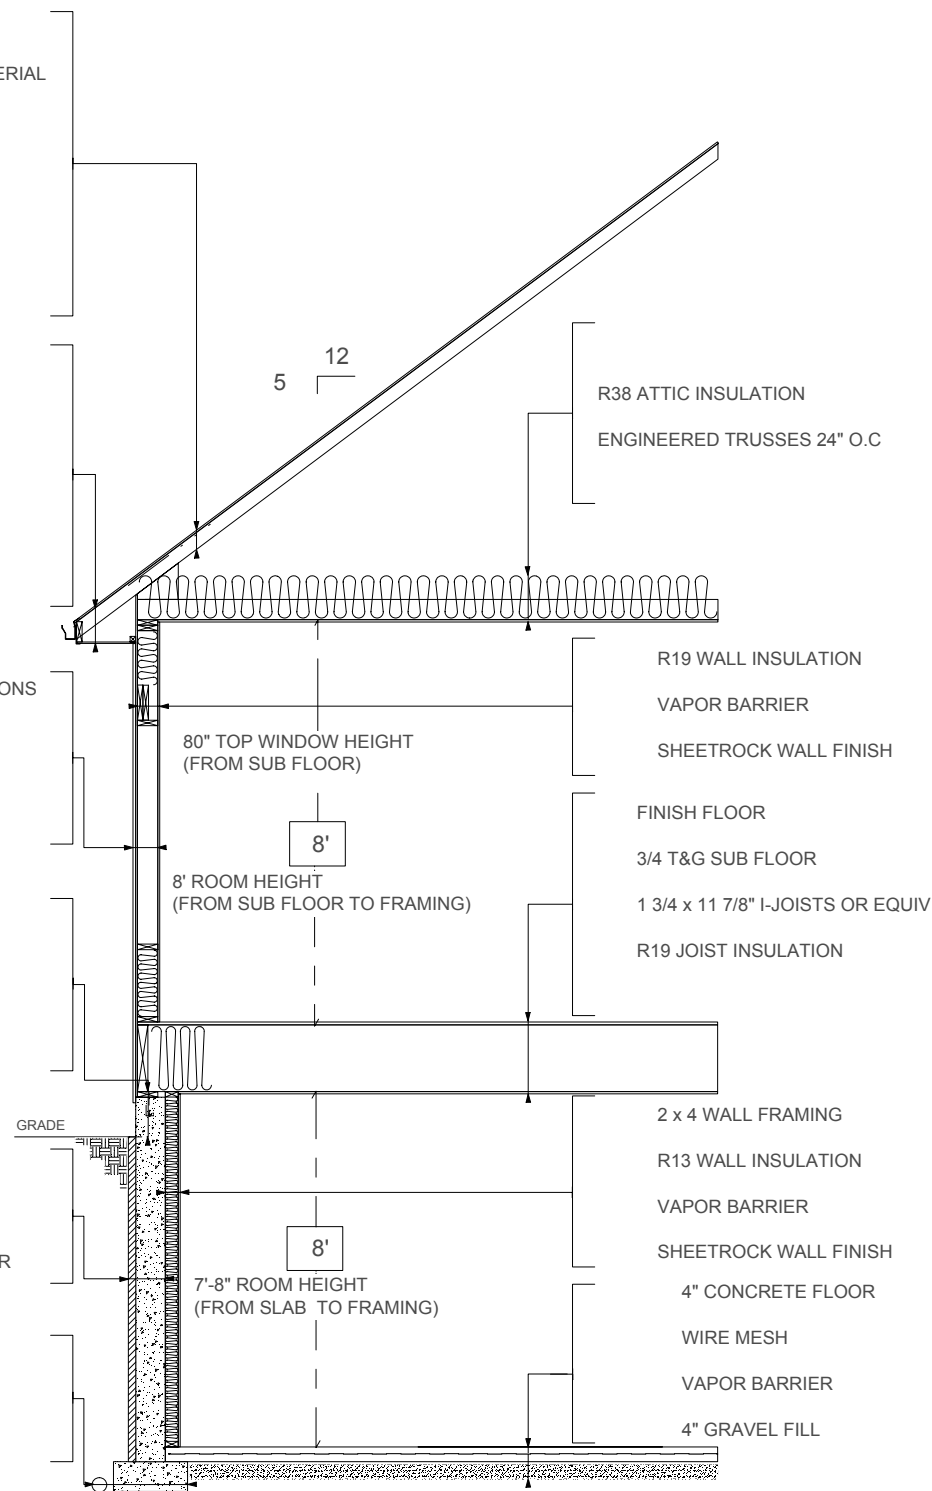 ERIAL
12
5
R38 ATTIC INSULATION
ENGINEERED TRUSSES 24" O.C
ONS
R19 WALL INSULATION
VAPOR BARRIER
SHEETROCK WALL FINISH
80" TOP WINDOW HEIGHT
(FROM SUB FLOOR)
8'
8' ROOM HEIGHT
(FROM SUB FLOOR TO FRAMING)
FINISH FLOOR
3/4 T&G SUB FLOOR
1 3/4 x 11 7/8" I-JOISTS OR EQUIV
R19 JOIST INSULATION
GRADE
2 x 4 WALL FRAMING
R13 WALL INSULATION
VAPOR BARRIER
SHEETROCK WALL FINISH
R
8'
7'-8" ROOM HEIGHT
(FROM SLAB TO FRAMING)
4" CONCRETE FLOOR
WIRE MESH
VAPOR BARRIER
4" GRAVEL FILL